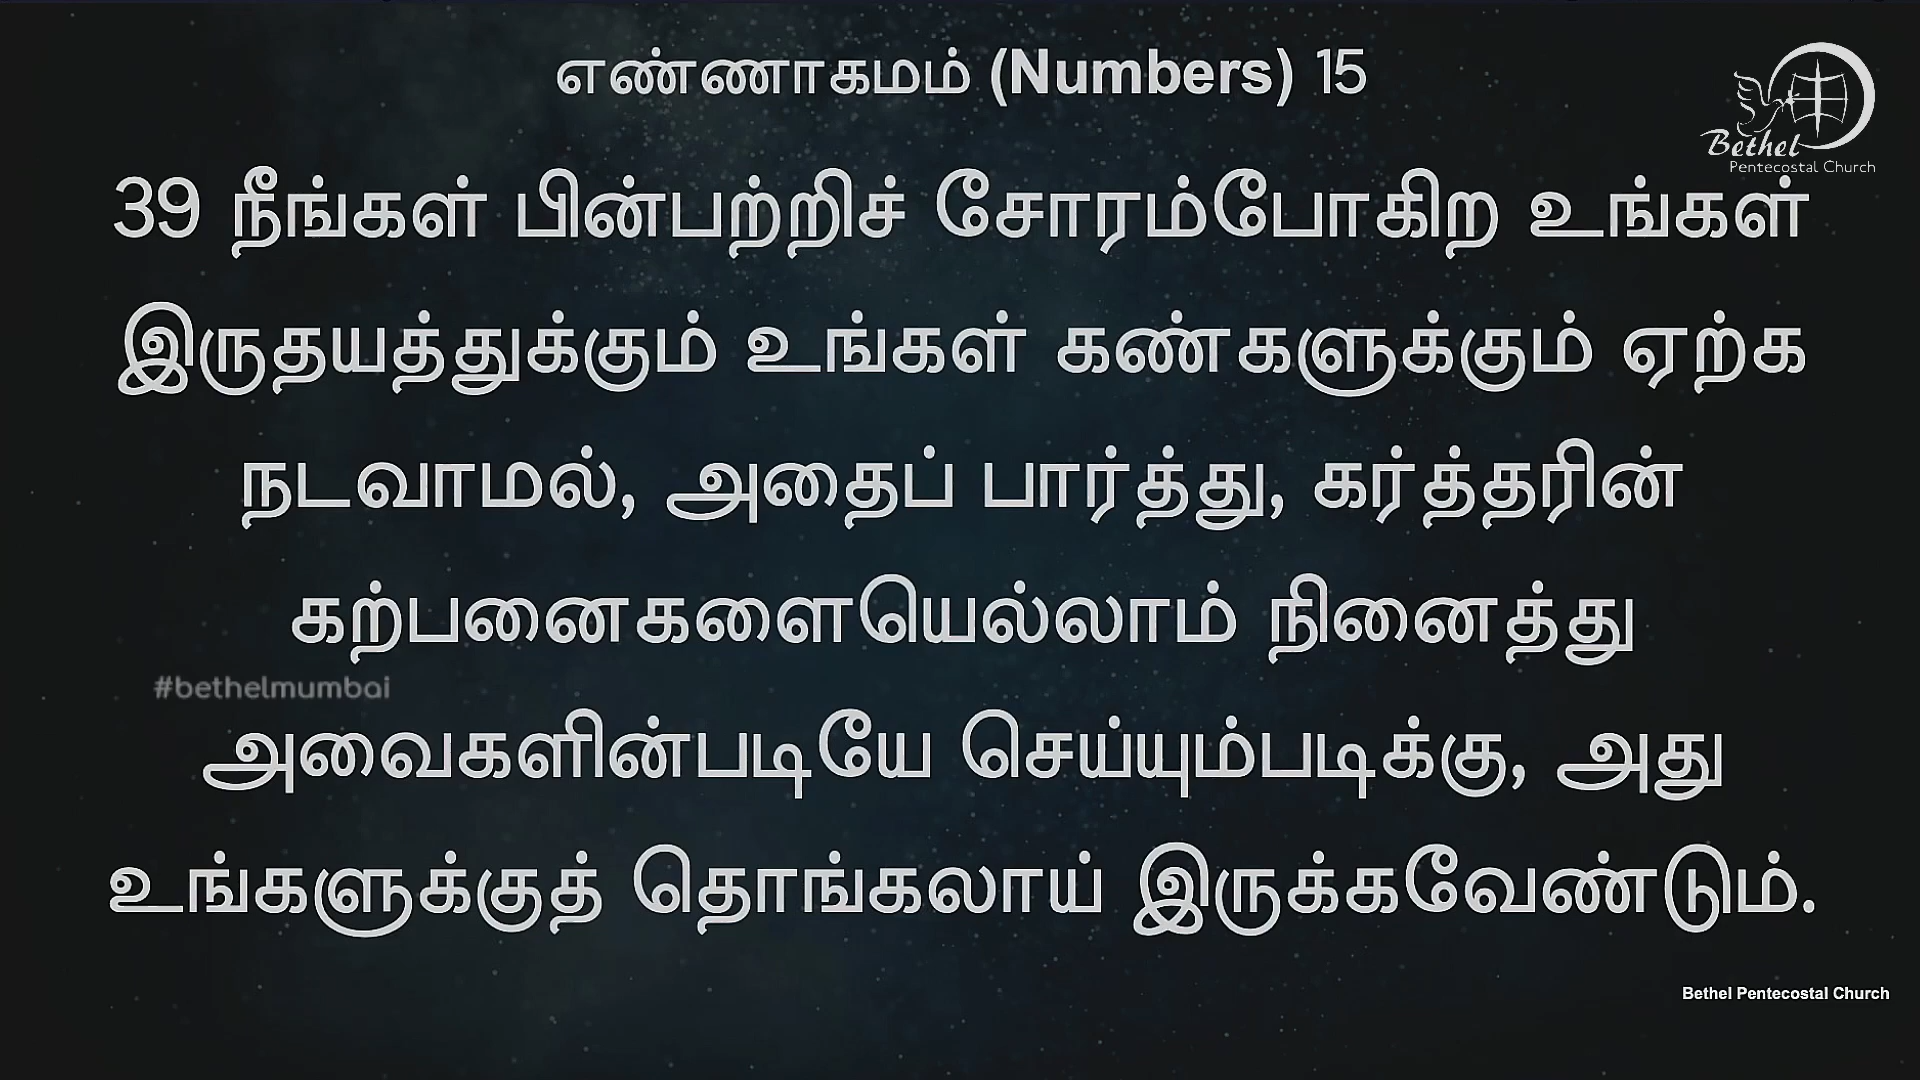 எண்ணாகமம் (Numbers) 15
Bethel
Pentecostal Church
39 நீங்கள் பின்பற்றிச் சோரம்போகிற உங்கள்
இருதயத்துக்கும் உங்கள் கண்களுக்கும் ஏற்க
நடவாமல், அதைப் பார்த்து, கர்த்தரின்
கற்பனைகளையெல்லாம் நினைத்து
#bethelmumbai
அவைகளின்படியே செய்யும்படிக்கு, அது
உங்களுக்குத் தொங்கலாய் இருக்கவேண்டும்.
Bethel Pentecostal Church